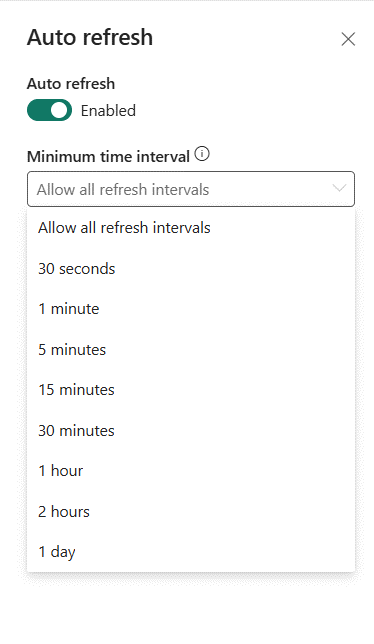 Auto refresh
Auto refresh
Enabled
Minimum time interval
Allow all refresh intervals
Allow all refresh intervals
30 seconds
1 minute
5 minutes
15 minutes
30 minutes
1 hour
2 hours
1 day